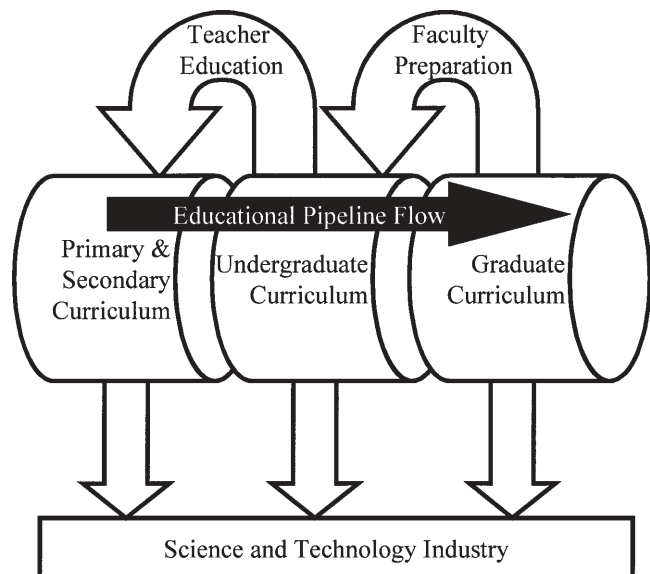 Teacher
Education
Faculty
Preparation
Educational Pipeline Flow
Primary &
Secondary
Curriculum
Undergraduate
Curriculum
Graduate
Curriculum
Science and Technology Industry